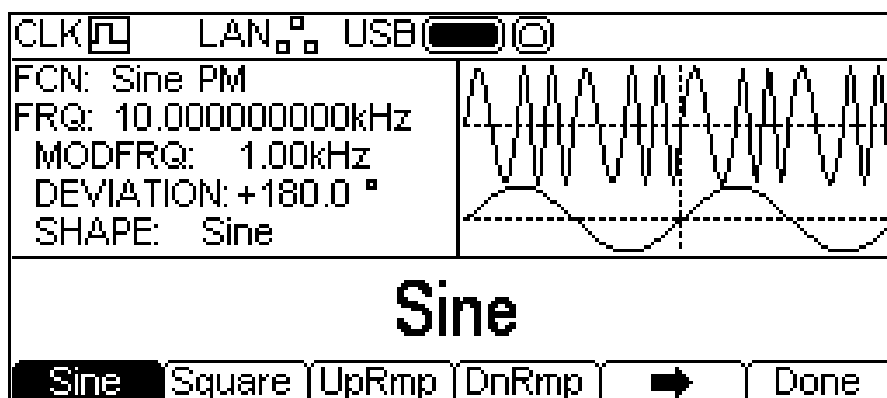 CLK LAN USB
FCN: Sine PM
FRQ: 10.000000000kHz
MODFRQ: 1.00kHz
DEVIATION: +180.0 °
SHAPE: Sine
Sine
Sine Square UpRmp DnRmp Done